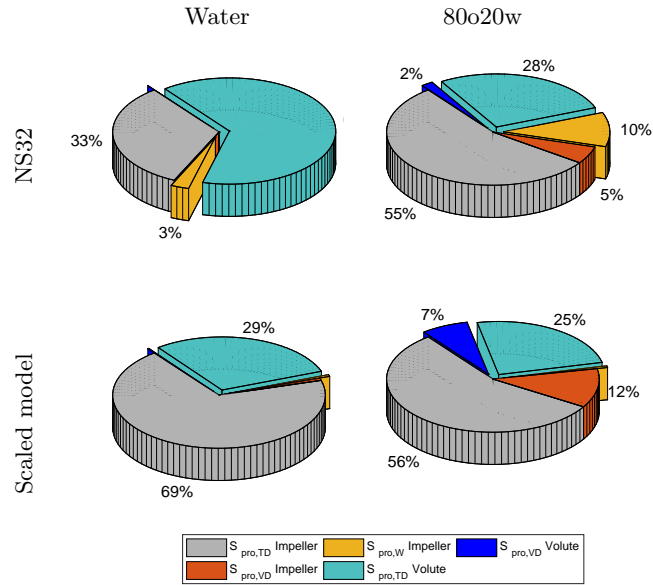 Water 80o20w
NS32
33%
3%
2%
28%
10%
5%
55%
Scaled model
29%
69%
7%
25%
12%
56%
S pro,TD Impeller S pro,W Impeller S pro,VD Volute
S pro,VD Impeller S pro,TD Volute